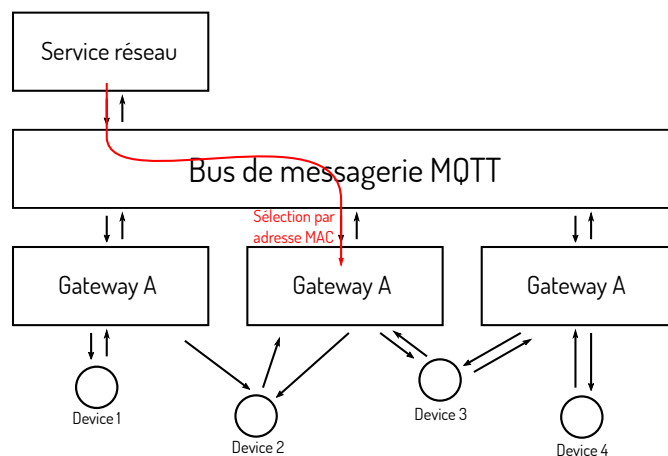 Service réseau
Bus de messagerie MQTT
Sélection par
adresse MAC
Gateway A
Gateway A
Gateway A
Device 1
Device 2
Device 3
Device 4